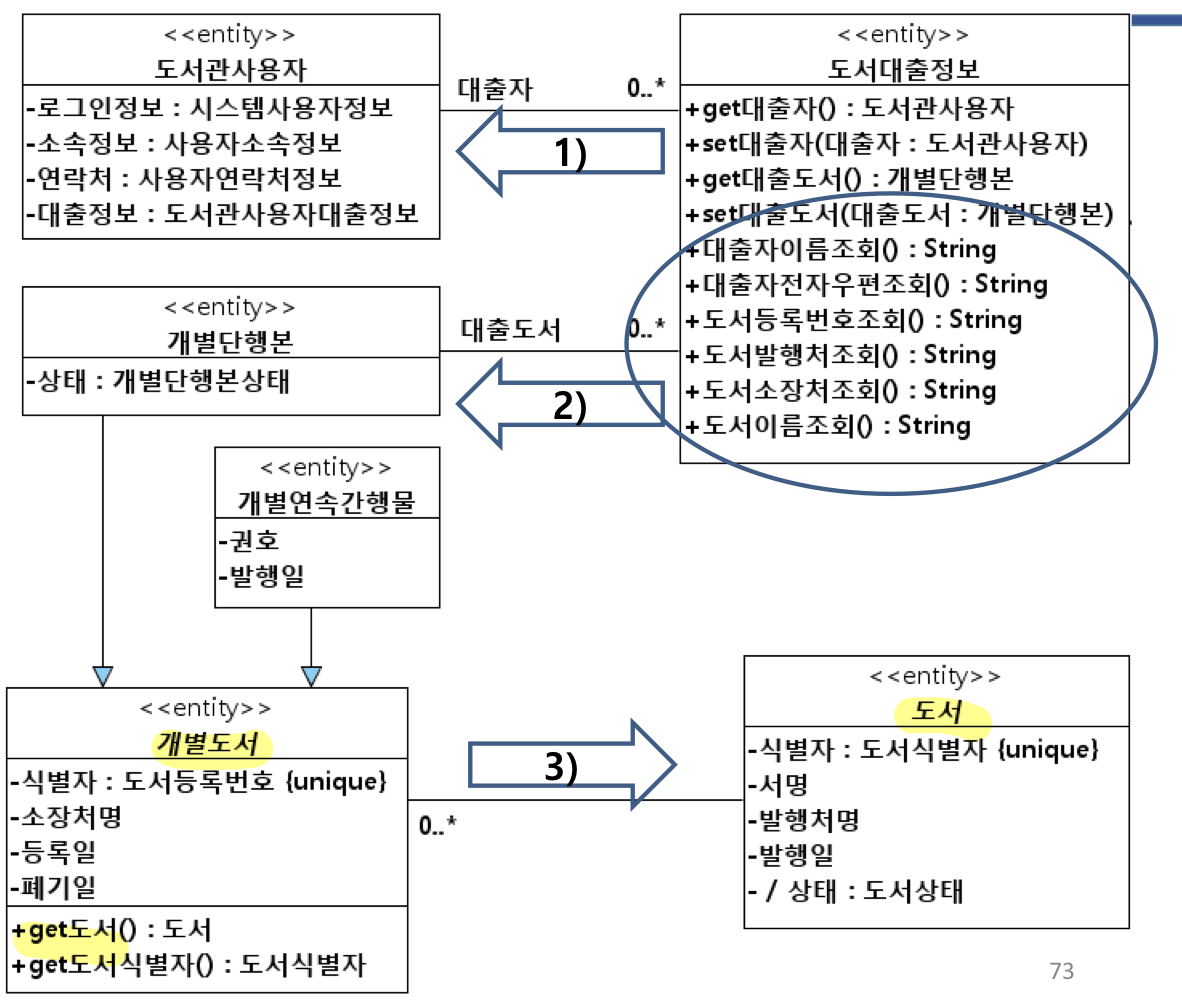 <<entity>>
도서관사용자
-로그인정보 : 시스템사용자정보
-소속정보 : 사용자소속정보
-연락처 : 사용자연락처정보
-대출정보 : 도서관사용자대출정보
대출자 0..*
1)
<<entity>>
도서대출정보
+get대출자() : 도서관사용자
+set대출자(대출자 : 도서관사용자)
+get대출도서() : 개별단행본
+set대출도서(대출도서 : 개별단행본)
+대출자이름조회() : String
+대출자전자우편조회() : String
+도서등록번호조회() : String
+도서발행처조회() : String
+도서소장처조회() : String
+도서이름조회() : String
<<entity>>
개별단행본
-상태 : 개별단행본상태
대출도서 0..*
2)
<<entity>>
개별연속간행물
-권호
-발행일
<<entity>>
개별도서
-식별자 : 도서등록번호 {unique}
-소장처명
-등록일
-폐기일
+get도서() : 도서
+get도서식별자() : 도서식별자
3)
0..*
<<entity>>
도서
-식별자 : 도서식별자 {unique}
-서명
-발행처명
-발행일
- / 상태 : 도서상태
73